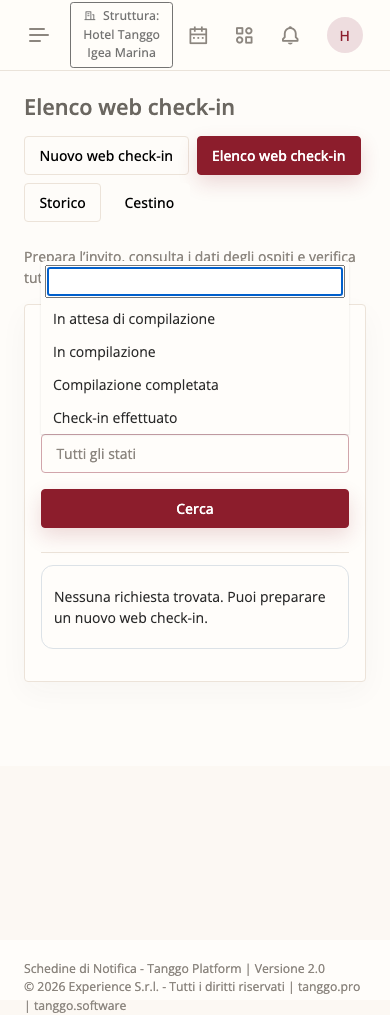 Struttura:
Hotel Tanggo
Igea Marina
H
Elenco web check-in
Nuovo web check-in
Elenco web check-in
Storico
Cestino
Prepara l'invito, consulta i dati degli ospiti e verifica
tut
In attesa di compilazione
In compilazione
Compilazione completata
Check-in effettuato
Tutti gli stati
Cerca
Nessuna richiesta trovata. Puoi preparare
un nuovo web check-in.
Schedine di Notifica - Tanggo Platform | Versione 2.0
© 2026 Experience S.r.l. - Tutti i diritti riservati | tanggo.pro
| tanggo.software